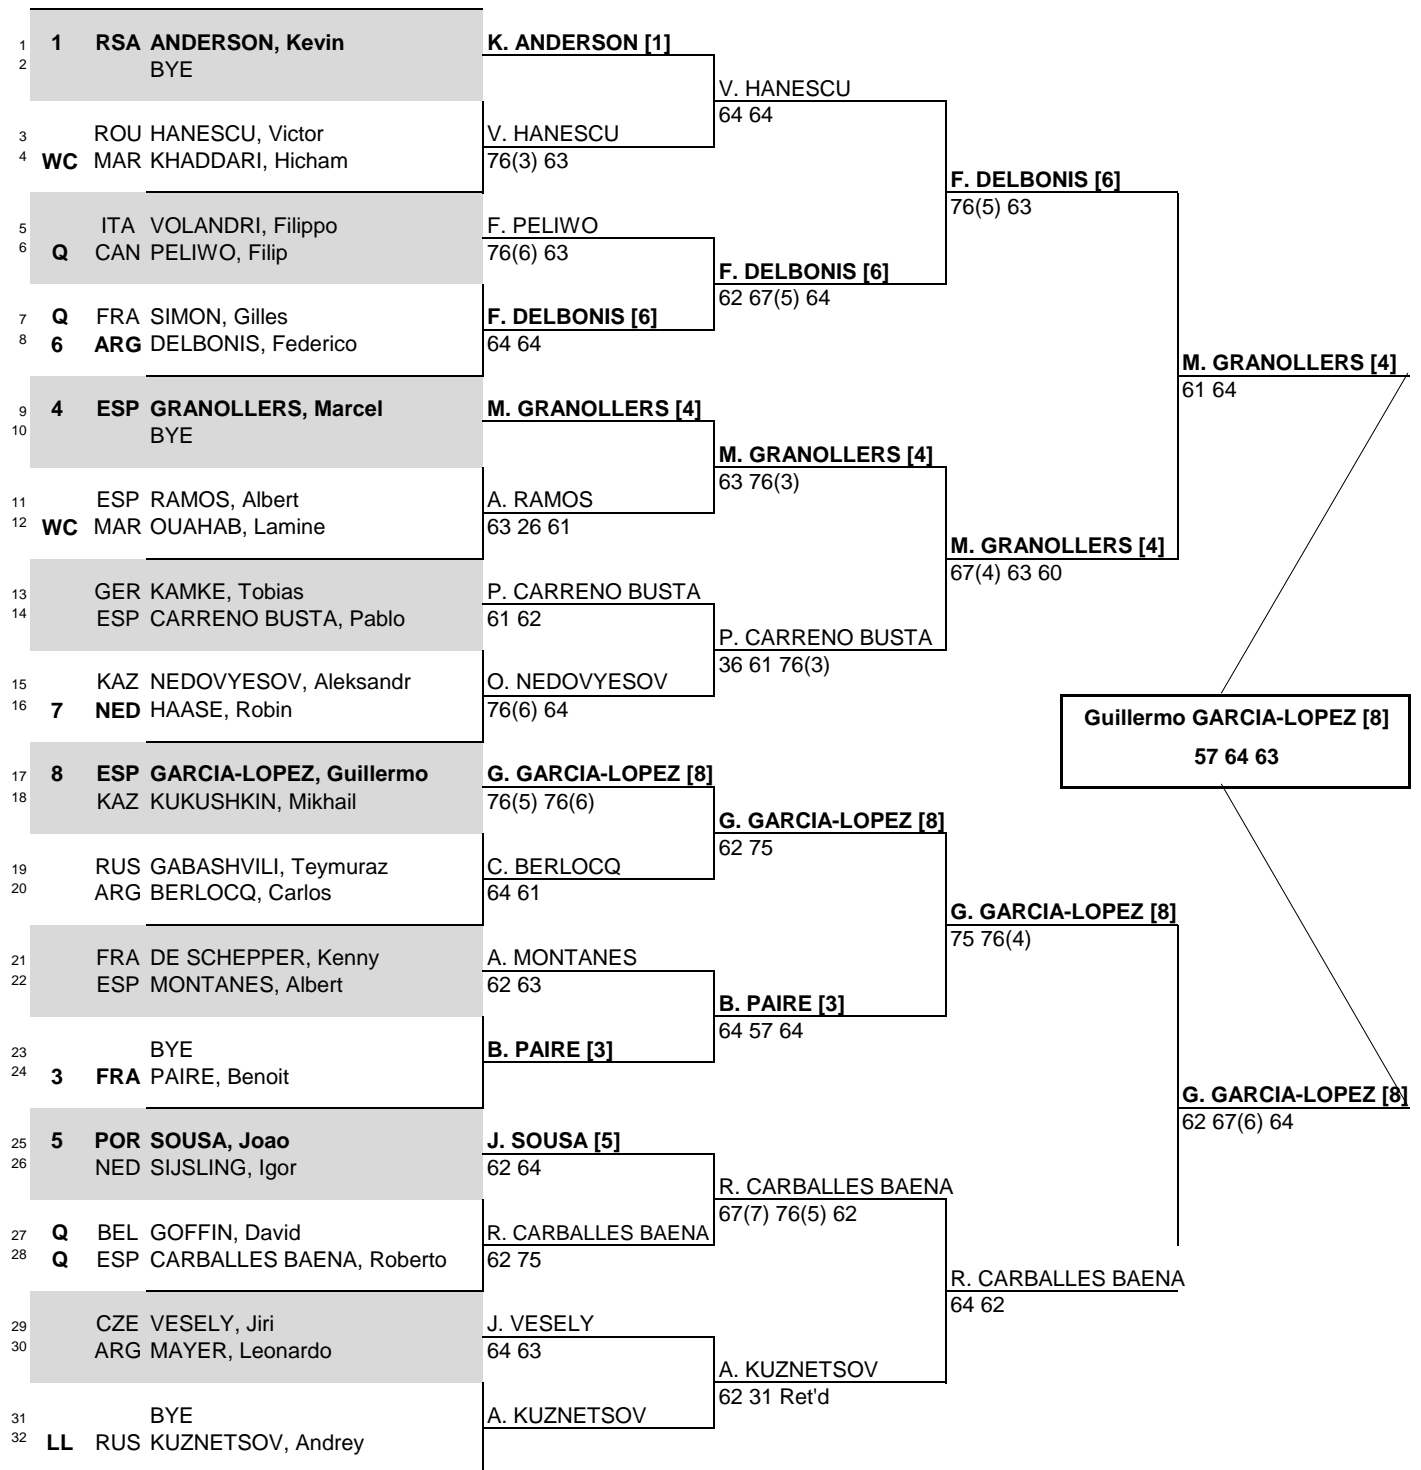 1 1 RSA ANDERSON, Kevin
2 BYE
3 ROU HANESCU, Victor
4 WC MAR KHADDARI, Hicham
5 ITA VOLANDRI, Filippo
6 Q CAN PELIWO, Filip
7 Q FRA SIMON, Gilles
8 6 ARG DELBONIS, Federico
9 4 ESP GRANOLLERS, Marcel
10 BYE
11 ESP RAMOS, Albert
12 WC MAR OUAHAB, Lamine
13 GER KAMKE, Tobias
14 ESP CARRENO BUSTA, Pablo
15 KAZ NEDOVYESOV, Aleksandr
16 7 NED HAASE, Robin
17 8 ESP GARCIA-LOPEZ, Guillermo
18 KAZ KUKUSHKIN, Mikhail
19 RUS GABASHVILI, Teymuraz
20 ARG BERLOCQ, Carlos
21 FRA DE SCHEPPER, Kenny
22 ESP MONTANES, Albert
23 BYE
24 3 FRA PAIRE, Benoit
25 5 POR SOUSA, Joao
26 NED SIJSLING, Igor
27 Q BEL GOFFIN, David
28 Q ESP CARBALLES BAENA, Roberto
29 CZE VESELY, Jiri
30 ARG MAYER, Leonardo
31 BYE
32 LL RUS KUZNETSOV, Andrey
K. ANDERSON [1]
V. HANESCU
76(3) 63
F. PELIWO
76(6) 63
F. DELBONIS [6]
64 64
M. GRANOLLERS [4]
A. RAMOS
63 26 61
P. CARRENO BUSTA
61 62
O. NEDOVYESOV
76(6) 64
G. GARCIA-LOPEZ [8]
76(5) 76(6)
C. BERLOCQ
64 61
A. MONTANES
62 63
B. PAIRE [3]
J. SOUSA [5]
62 64
R. CARBALLES BAENA
62 75
J. VESELY
64 63
A. KUZNETSOV
V. HANESCU
64 64
F. DELBONIS [6]
62 67(5) 64
M. GRANOLLERS [4]
63 76(3)
P. CARRENO BUSTA
36 61 76(3)
G. GARCIA-LOPEZ [8]
62 75
B. PAIRE [3]
64 57 64
R. CARBALLES BAENA
67(7) 76(5) 62
A. KUZNETSOV
62 31 Ret'd
F. DELBONIS [6]
76(5) 63
M. GRANOLLERS [4]
67(4) 63 60
G. GARCIA-LOPEZ [8]
75 76(4)
R. CARBALLES BAENA
64 62
M. GRANOLLERS [4]
61 64
G. GARCIA-LOPEZ [8]
62 67(6) 64
Guillermo GARCIA-LOPEZ [8]
57 64 63